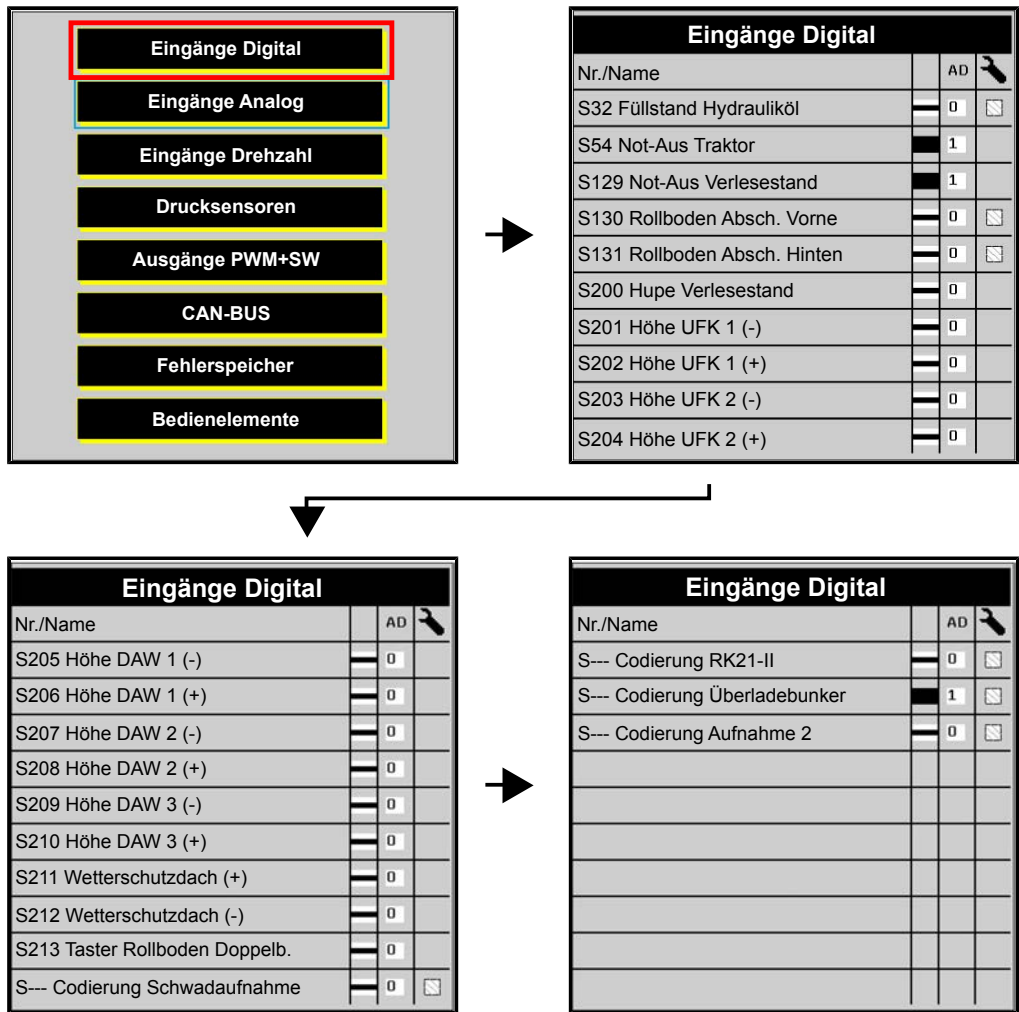 Eingänge Digital
Eingänge Analog
Eingänge Drehzahl
Drucksensoren
Ausgänge PWM+SW
CAN-BUS
Fehlerspeicher
Bedienelemente
Eingänge Digital
Nr./Name AD
S32 Füllstand Hydrauliköl 0
S54 Not-Aus Traktor 1
S129 Not-Aus Verlesestand 1
S130 Rollboden Absch. Vorne 0
S131 Rollboden Absch. Hinten 0
S200 Hupe Verlesestand 0
S201 Höhe UFK 1 (-) 0
S202 Höhe UFK 1 (+) 0
S203 Höhe UFK 2 (-) 0
S204 Höhe UFK 2 (+) 0
Eingänge Digital
Nr./Name AD
S205 Höhe DAW 1 (-) 0
S206 Höhe DAW 1 (+) 0
S207 Höhe DAW 2 (-) 0
S208 Höhe DAW 2 (+) 0
S209 Höhe DAW 3 (-) 0
S210 Höhe DAW 3 (+) 0
S211 Wetterschutzdach (+) 0
S212 Wetterschutzdach (-) 0
S213 Taster Rollboden Doppelb. 0
S--- Codierung Schwadaufnahme 0
Eingänge Digital
Nr./Name AD
S--- Codierung RK21-II 0
S--- Codierung Überladebunker 1
S--- Codierung Aufnahme 2 0